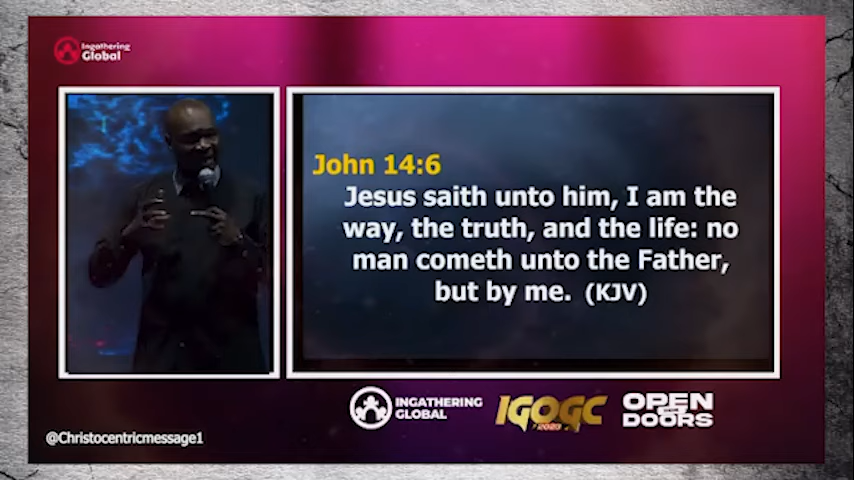 Ingathering
Global
John 14:6
Jesus saith unto him, I am the
way, the truth, and the life: no
man cometh unto the Father,
but by me. (KJV)
INGATHERING
GLOBAL
IGOGC
2023
OPEN
DOORS
@Christocentricmessage1